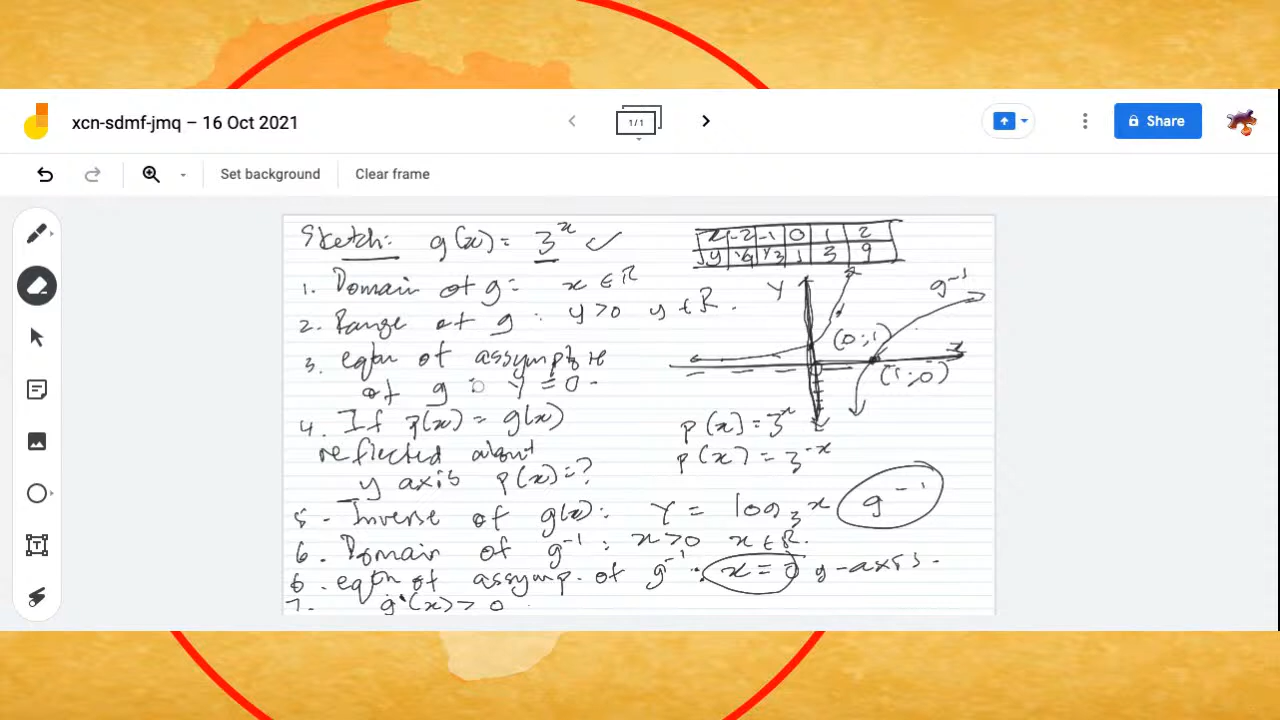 xcn-sdmf-jmq – 16 Oct 2021
1/1
Share
Set background
Clear frame
Sketch: g(x) = 3^x ✓
x -2 -1 0 1 2
y 1/9 1/3 1 3 9
1. Domain of g: x ∈ R
2. Range of g: y>0 y ∈ R.
3. eqtn of assymptote
of g: y = 0.
4. If p(x) = g(x)
reflected about
y axis p(x)=?
Y
g^-1
(0;1)
x
(1;0)
p(x) = 3^x
p(x) = 3^-x
5. Inverse of g(x): Y = log_3 x g^-1
6. Domain of g^-1: x>0 x ∈ R.
6. eqtn of assymp. of g^-1: x = 0 y-axis.
7.